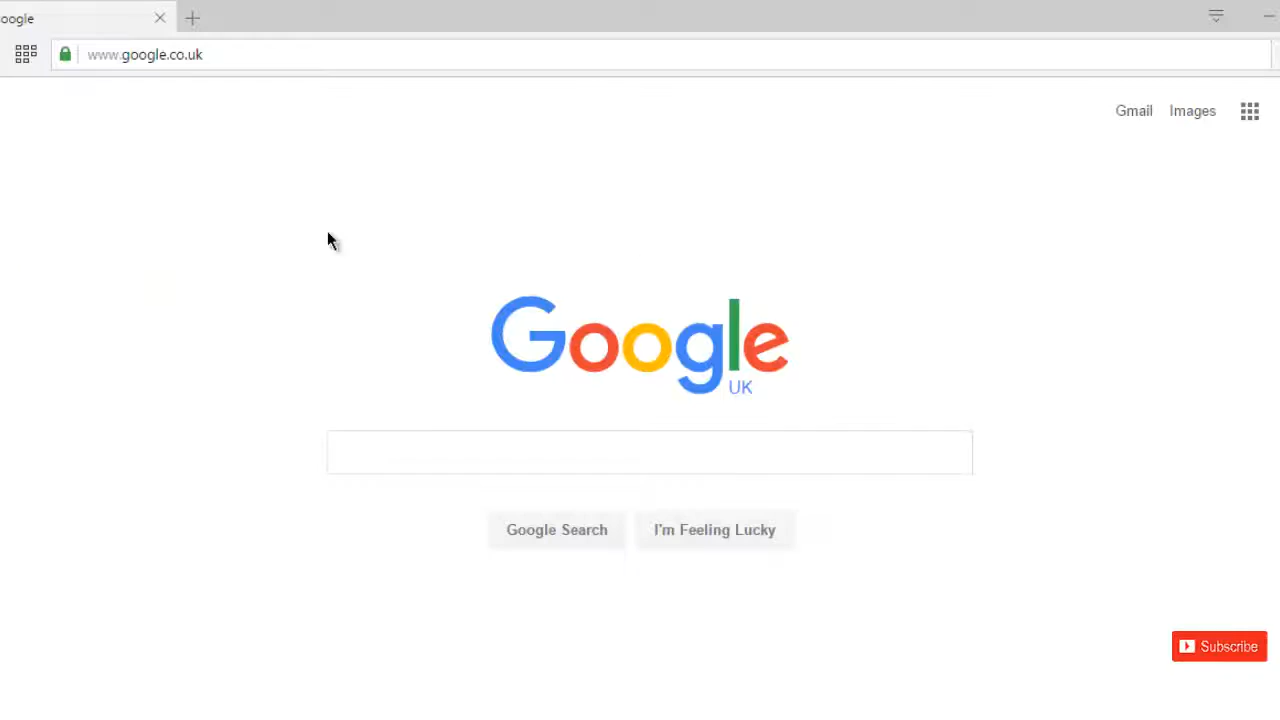 oogle
www.google.co.uk
Gmail Images
Google
UK
Google Search I'm Feeling Lucky
Subscribe